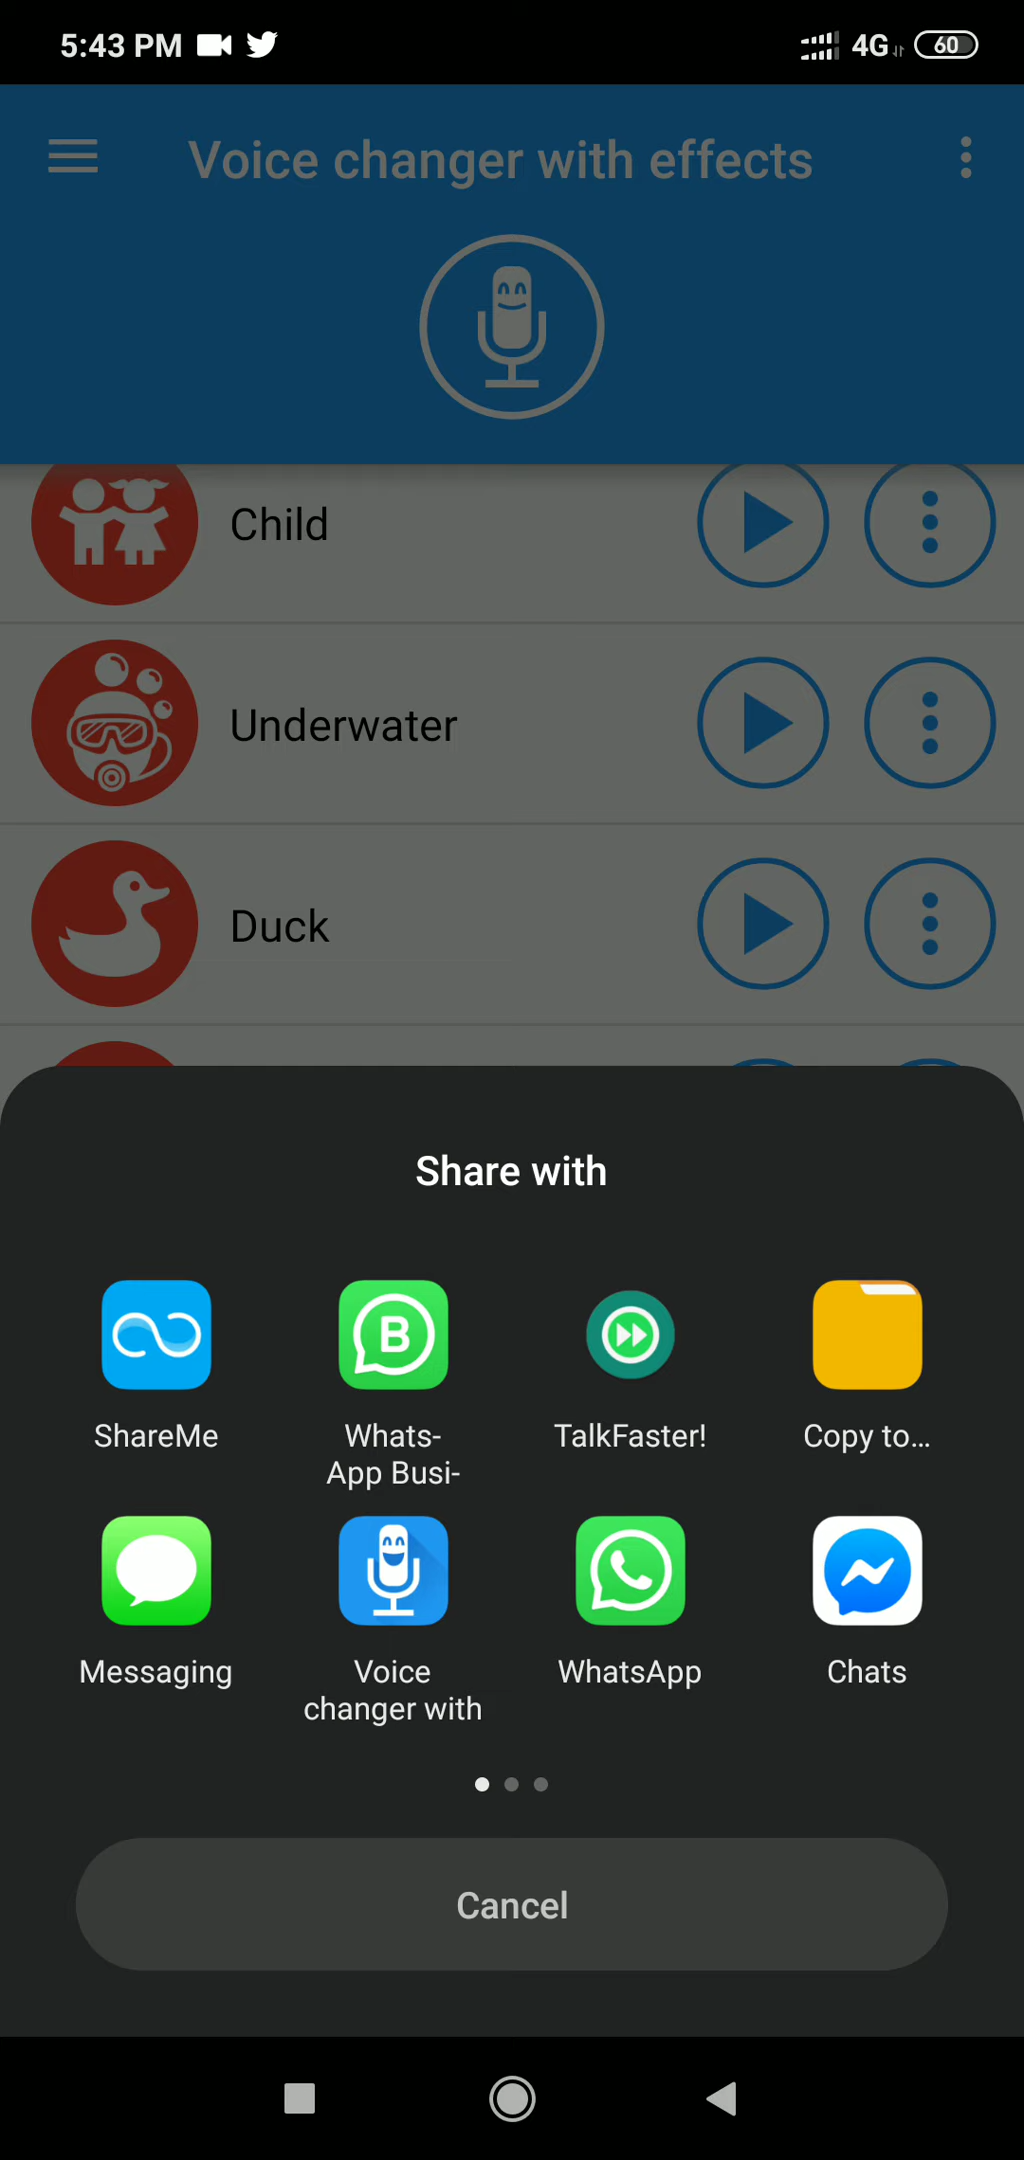 5:43 PM
4G
60
Voice changer with effects
Child
Underwater
Duck
Share with
ShareMe
Whats-
App Busi-
TalkFaster!
Copy to...
Messaging
Voice
changer with
WhatsApp
Chats
Cancel